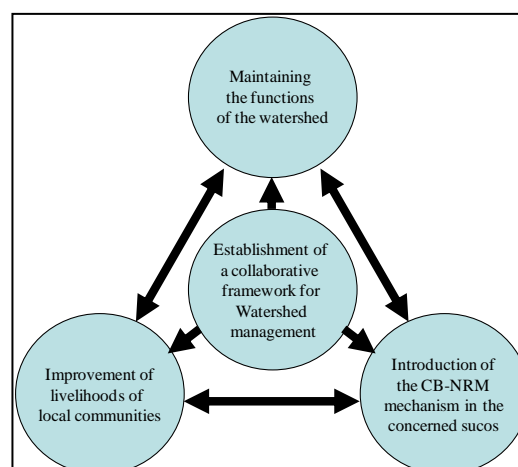 Maintaining
the functions
of the watershed
Establishment of
a collaborative
framework for
Watershed
management
Improvement of
livelihoods of
local communities
Introduction of
the CB-NRM
mechanism in the
concerned sucos